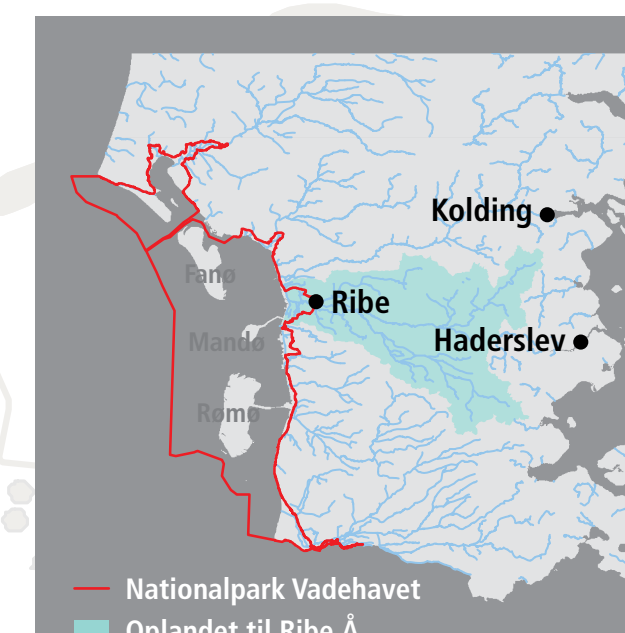 Kolding
Fanø
Ribe
Mandø
Haderslev
Rømø
Nationalpark Vadehavet
Oplandet til Ribe Å